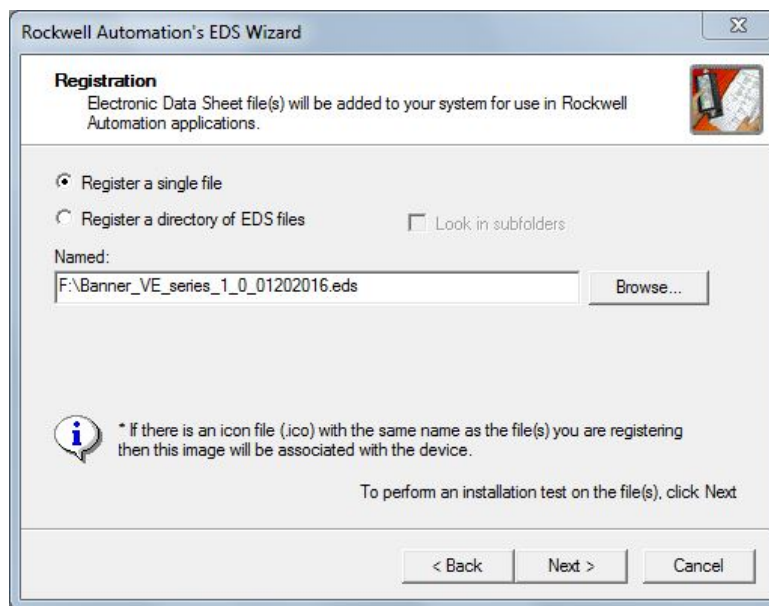 Rockwell Automation's EDS Wizard
Registration
Electronic Data Sheet file(s) will be added to your system for use in Rockwell
Automation applications.
Register a single file
Register a directory of EDS files
Look in subfolders
Named:
F:\Banner_VE_series_1_0_01202016.eds
Browse...
* If there is an icon file (.ico) with the same name as the file(s) you are registering
then this image will be associated with the device.
To perform an installation test on the file(s), click Next
< Back
Next >
Cancel